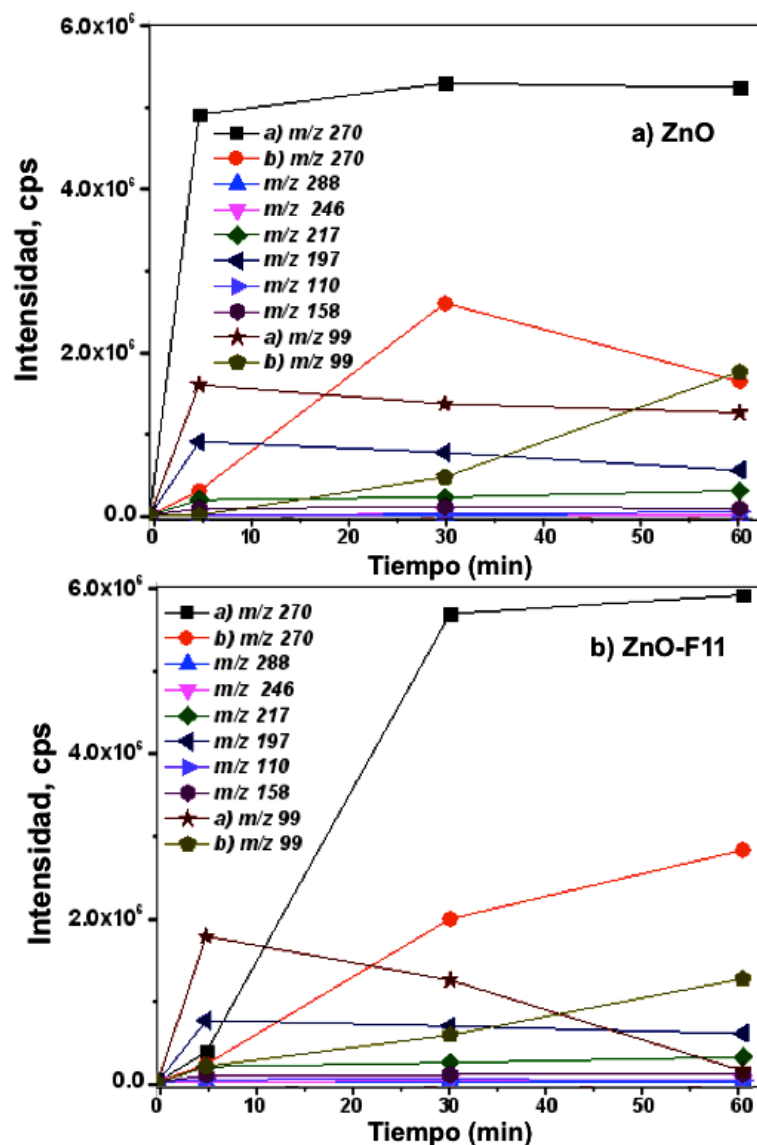 6.0x10⁶
a) ZnO
a) m/z 270
b) m/z 270
m/z 288
m/z 246
m/z 217
m/z 197
m/z 110
m/z 158
a) m/z 99
b) m/z 99
4.0x10⁶
2.0x10⁶
0.0
Intensidad, cps
0 10 20 30 40 50 60
Tiempo (min)
6.0x10⁶
b) ZnO-F11
a) m/z 270
b) m/z 270
m/z 288
m/z 246
m/z 217
m/z 197
m/z 110
m/z 158
a) m/z 99
b) m/z 99
4.0x10⁶
2.0x10⁶
0.0
Intensidad, cps
0 10 20 30 40 50 60
Tiempo (min)